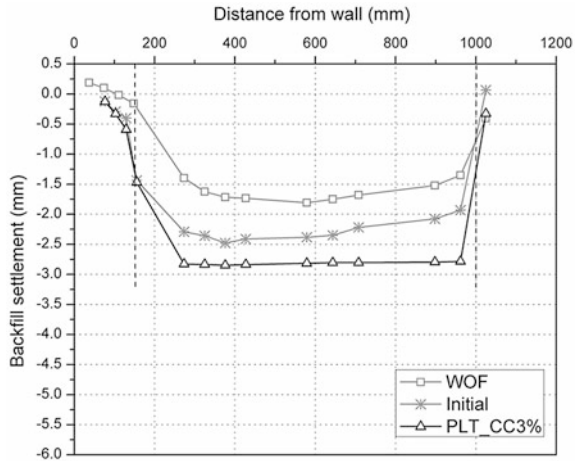 Distance from wall (mm)
0 200 400 600 800 1000 1200
0.5
0.0
-0.5
-1.0
-1.5
-2.0
-2.5
-3.0
-3.5
-4.0
-4.5
-5.0
-5.5
-6.0
Backfill settlement (mm)
WOF
Initial
PLT_CC3%